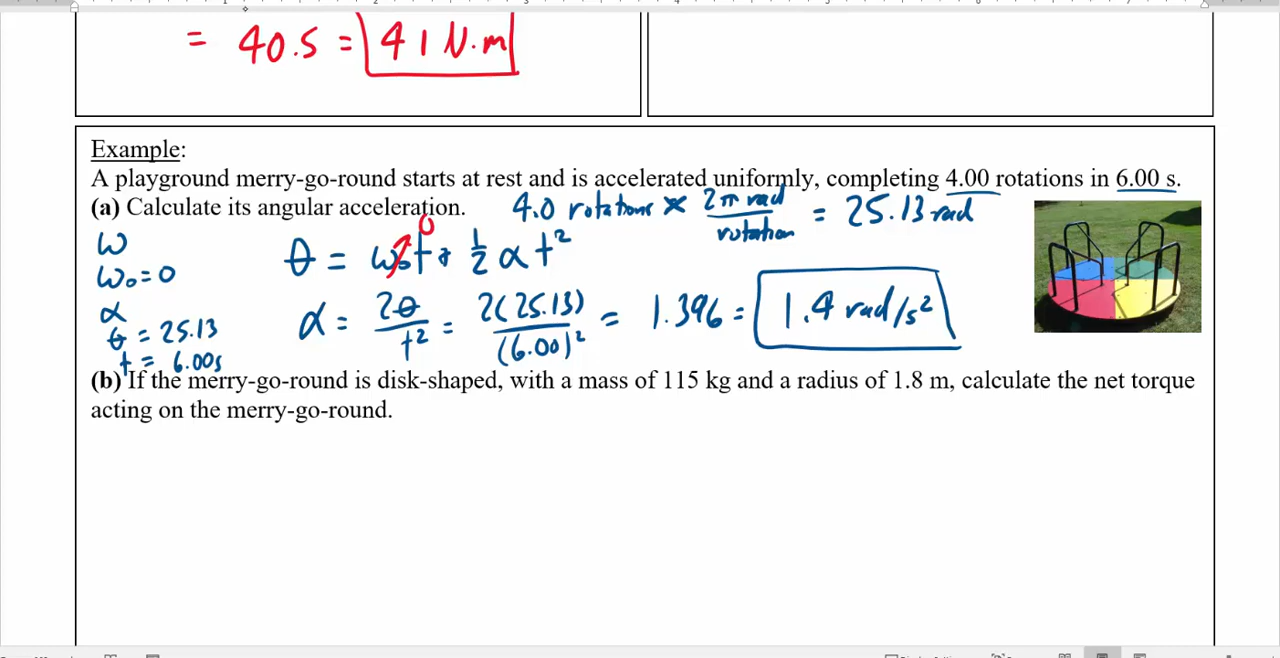 = 40.5 = 41 N·m
Example:
A playground merry-go-round starts at rest and is accelerated uniformly, completing 4.00 rotations in 6.00 s.
(a) Calculate its angular acceleration.
4.0 rotations × 2π rad / rotation = 25.13 rad
ω
ω₀ = 0
α
θ = 25.13
t = 6.00s
θ = ω₀t + ½ α t²
0
α = 2θ / t² = 2(25.13) / (6.00)² = 1.396 = 1.4 rad/s²
(b) If the merry-go-round is disk-shaped, with a mass of 115 kg and a radius of 1.8 m, calculate the net torque
acting on the merry-go-round.